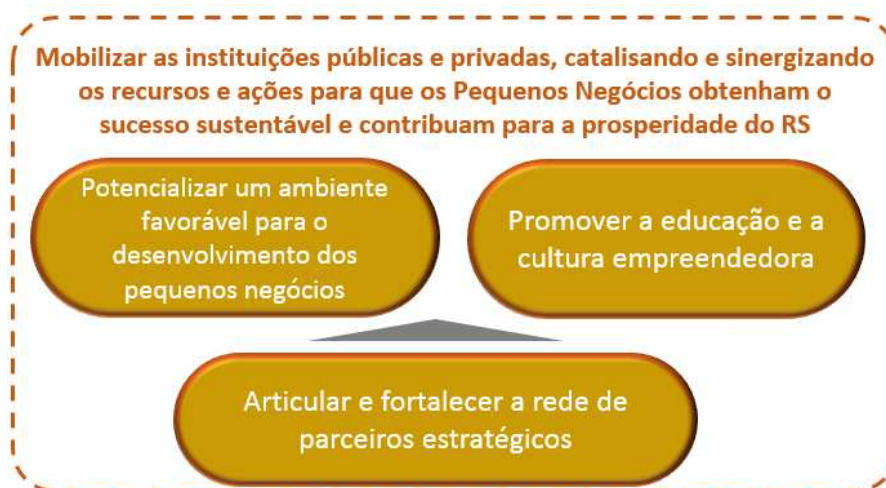 Mobilizar as instituições públicas e privadas, catalisando e sinergizando
os recursos e ações para que os Pequenos Negócios obtenham o
sucesso sustentável e contribuam para a prosperidade do RS
Potencializar um ambiente
favorável para o
desenvolvimento dos
pequenos negócios
Promover a educação e a
cultura empreendedora
Articular e fortalecer a rede de
parceiros estratégicos